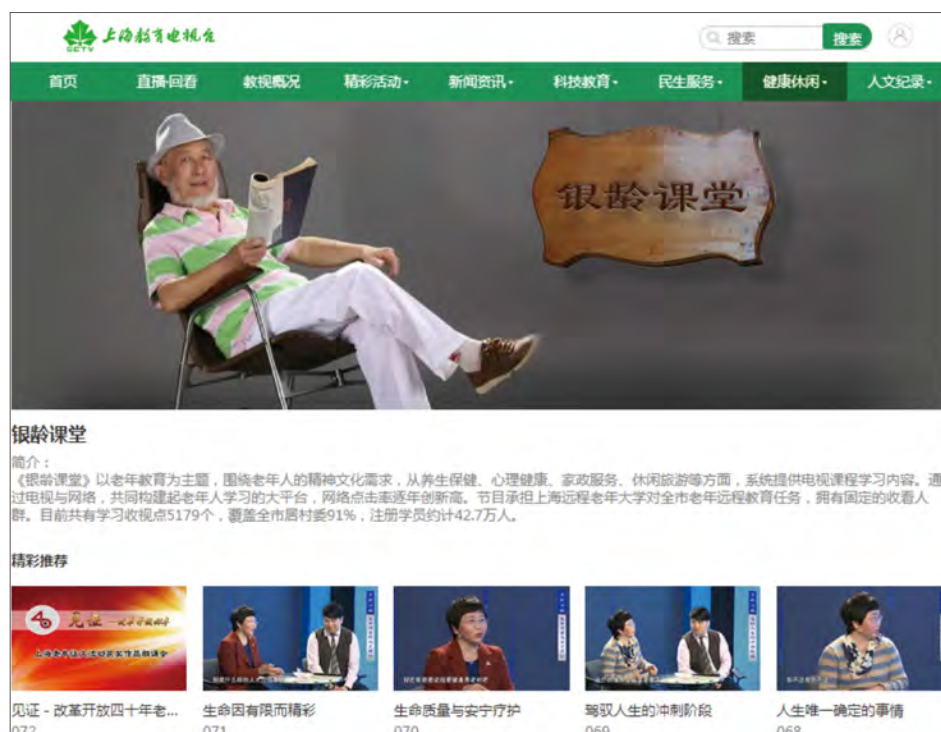 SETV 上海教育电视台
搜索 搜索
首页 直播·回看 教视概况 精彩活动 新闻资讯 科技教育 民生服务 健康休闲 人文纪录
银龄课堂
银龄课堂
简介：
《银龄课堂》以老年教育为主题，围绕老年人的精神文化需求，从养生保健、心理健康、家政服务、休闲旅游等方面，系统提供电视课程学习内容。通
过电视与网络，共同构建起老年人学习的大平台，网络点击率逐年创新高。节目承担上海远程老年大学对全市老年远程教育任务，拥有固定的收看人
群。目前共有学习收视点5179个，覆盖全市居村委91%，注册学员约计42.7万人。
精彩推荐
40 见证
见证 - 改革开放四十年老... 生命因有限而精彩 生命质量与安宁疗护 驾驭人生的冲刺阶段 人生唯一确定的事情
072 071 070 069 068